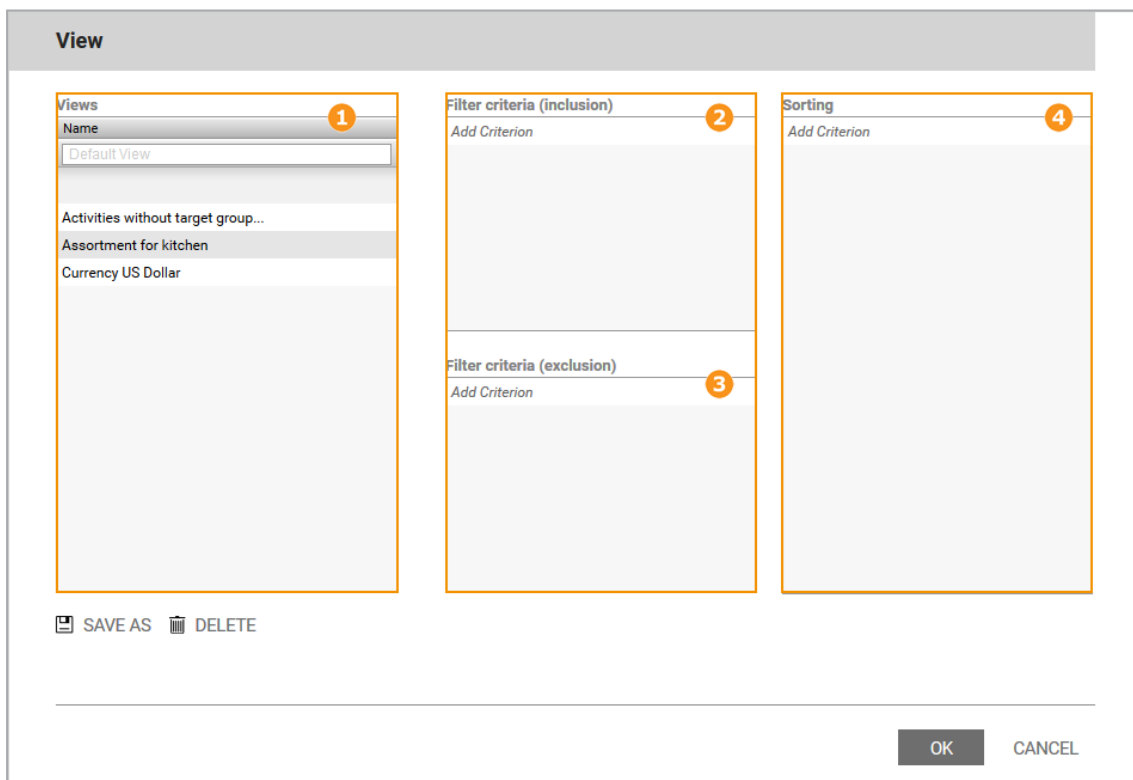 View
Views
1
Name
Default View
Activities without target group...
Assortment for kitchen
Currency US Dollar
Filter criteria (inclusion)
2
Add Criterion
Filter criteria (exclusion)
3
Add Criterion
Sorting
4
Add Criterion
SAVE AS
DELETE
OK
CANCEL